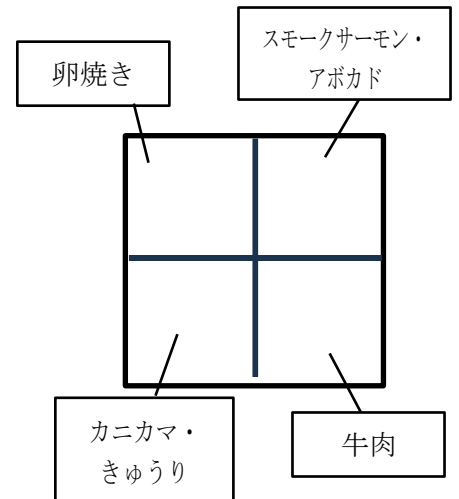 スモークサーモン・
アボカド
卵焼き
カニカマ・
きゅうり
牛肉